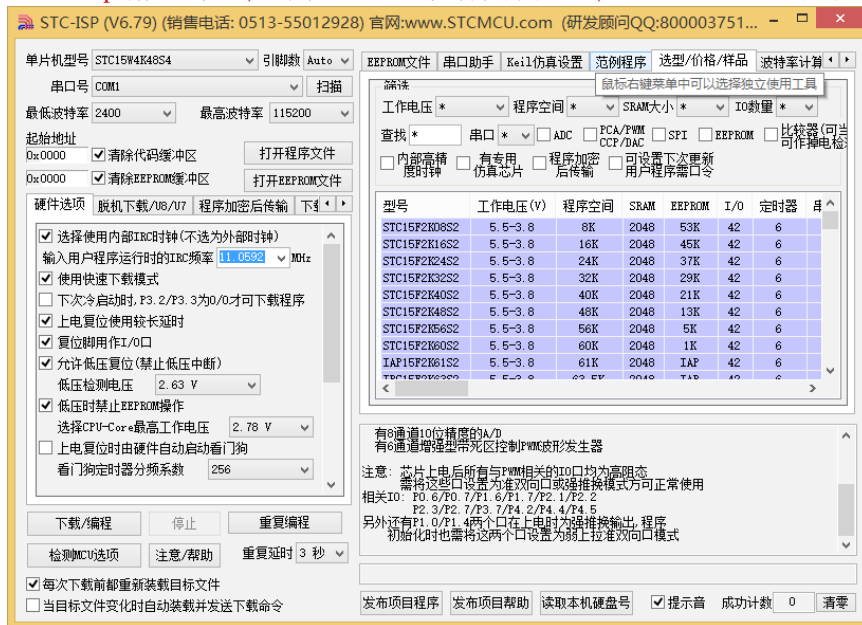 STC-ISP (V6.79) (销售电话: 0513-55012928) 官网:www.STCMCU.com (研发顾问QQ:800003751...
单片机型号 STC15W4K48S4 引脚数 Auto
串口号 COM1 扫描
最低波特率 2400 最高波特率 115200
起始地址
0x0000 清除代码缓冲区 打开程序文件
0x0000 清除EEPROM缓冲区 打开EEPROM文件
硬件选项 脱机下载/U8/U7 程序加密后传输
选择使用内部IRC时钟(不选为外部时钟)
输入用户程序运行时的IRC频率 11.0592 MHz
使用快速下载模式
下次冷启动时,P3.2/P3.3为0/0才可下载程序
上电复位使用较长延时
复位脚用作I/O口
允许低压复位(禁止低压中断)
低压检测电压 2.63 V
低压时禁止EEPROM操作
选择CPU-Core最高工作电压 2.78 V
上电复位时由硬件自动启动看门狗
看门狗定时器分频系数 256
下载/编程 停止 重复编程
检测MCU选项 注意/帮助 重复延时 3 秒
每次下载前都重新装载目标文件
当目标文件变化时自动装载并发送下载命令
EEPROM文件 串口助手 Keil仿真设置 范例程序 选型/价格/样品 波特率计算
鼠标右键菜单中可以选择独立使用工具
筛选
工作电压 * 程序空间 * SRAM大小 * IO数量 *
查找 * 串口 * ADC PCA/PWM CCP/DAC SPI EEPROM 比较器(可当可作掉电检
内部高精度时钟 有专用仿真芯片 程序加密后传输 可设置下次更新用户程序需口令
型号 工作电压(V) 程序空间 SRAM EEPROM I/O 定时器
STC15F2K08S2 5.5-3.8 8K 2048 53K 42 6
STC15F2K16S2 5.5-3.8 16K 2048 45K 42 6
STC15F2K24S2 5.5-3.8 24K 2048 37K 42 6
STC15F2K32S2 5.5-3.8 32K 2048 29K 42 6
STC15F2K40S2 5.5-3.8 40K 2048 21K 42 6
STC15F2K48S2 5.5-3.8 48K 2048 13K 42 6
STC15F2K56S2 5.5-3.8 56K 2048 5K 42 6
STC15F2K60S2 5.5-3.8 60K 2048 1K 42 6
IAP15F2K61S2 5.5-3.8 61K 2048 IAP 42 6
有8通道10位精度的A/D
有6通道增强型带死区控制PWM波形发生器
注意: 芯片上电后所有与PWM相关的IO口均为高阻态
需将这些口设置为准双向口或强推挽模式方可正常使用
相关IO: P0.6/P0.7/P1.6/P1.7/P2.1/P2.2
P2.3/P2.7/P3.7/P4.2/P4.4/P4.5
另外还有P1.0/P1.4两个口在上电时为强推挽输出,程序
初始化时也需将这两个口设置为弱上拉准双向口模式
发布项目程序 发布项目帮助 读取本机硬盘号 提示音 成功计数 0 清零